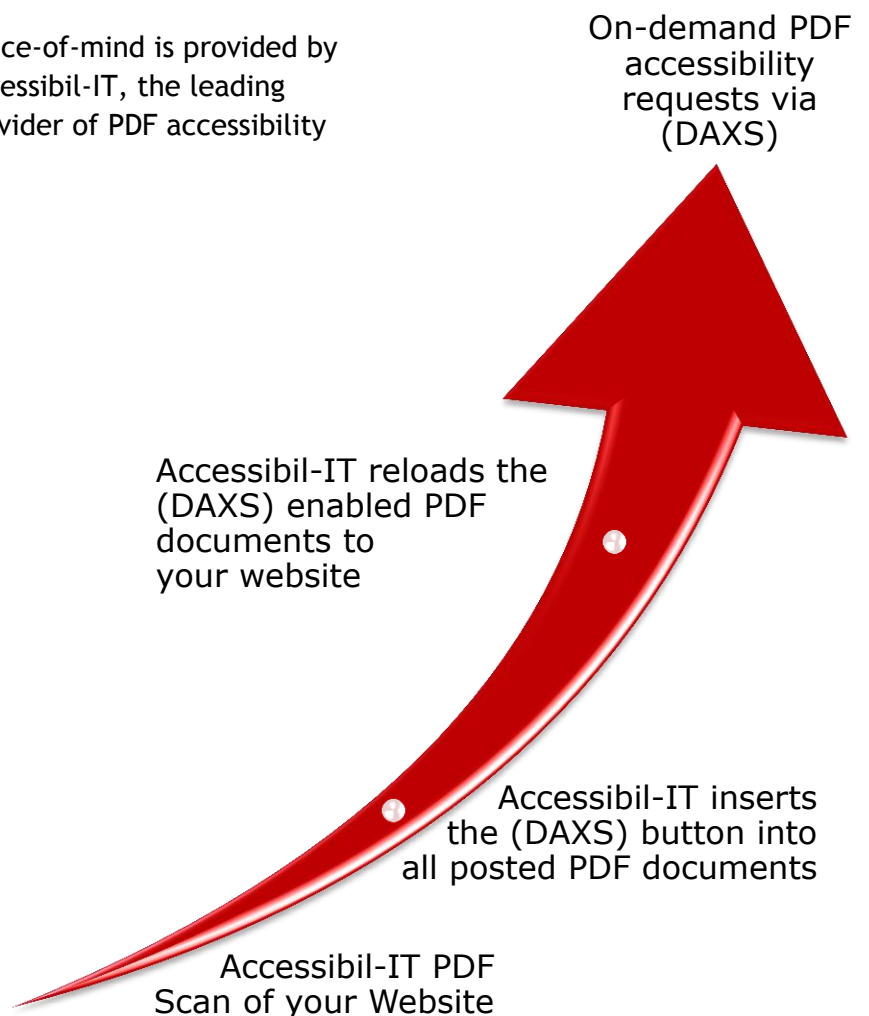 ce-of-mind is provided by
essibil-IT, the leading
vider of PDF accessibility
On-demand PDF
accessibility
requests via
(DAXS)
Accessibil-IT reloads the
(DAXS) enabled PDF
documents to
your website
Accessibil-IT inserts
the (DAXS) button into
all posted PDF documents
Accessibil-IT PDF
Scan of your Website